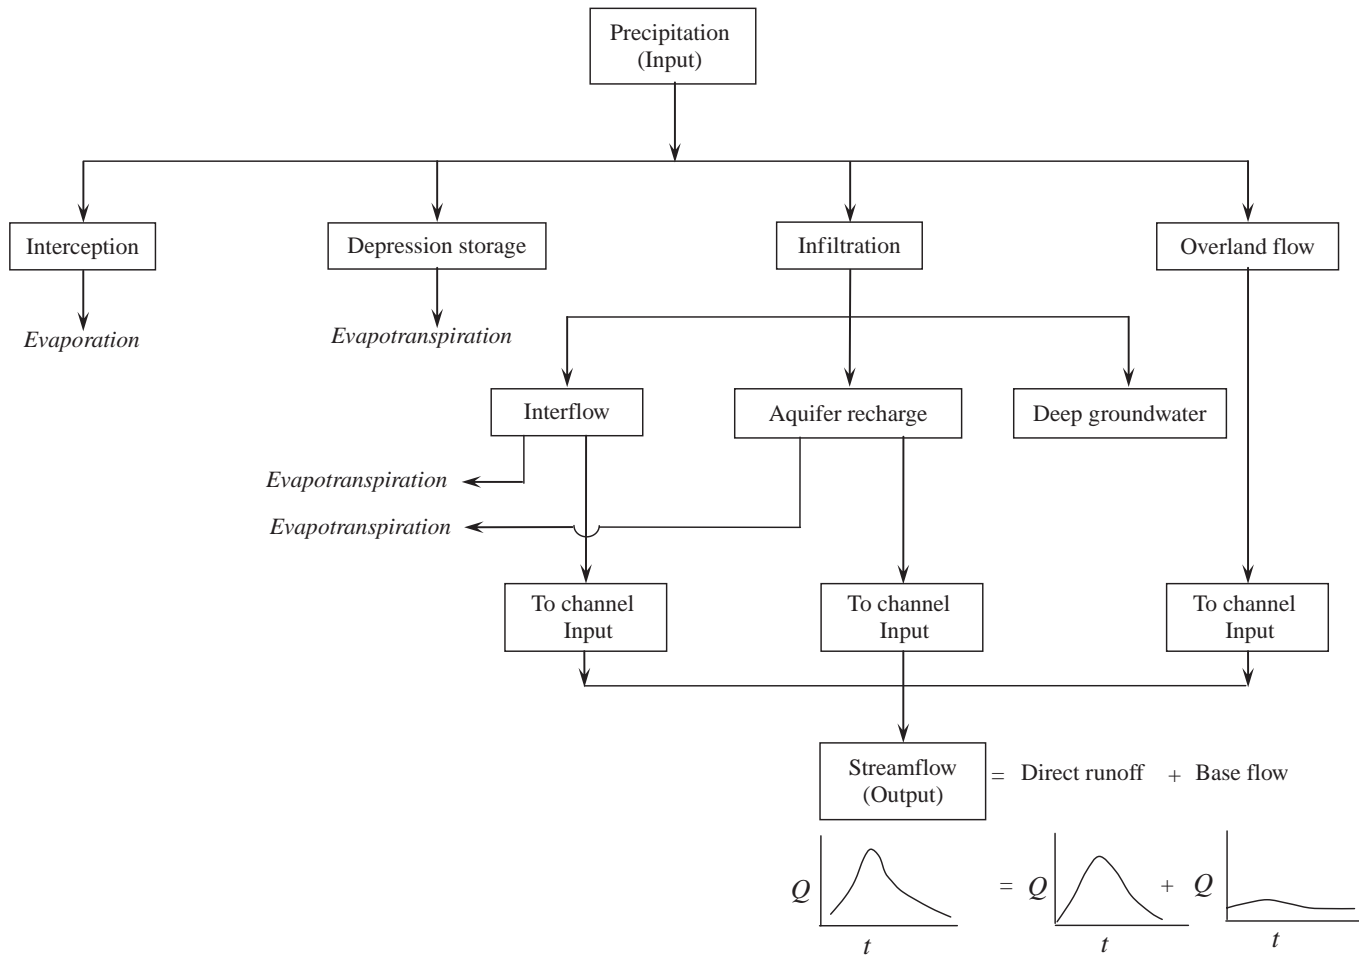 Precipitation
(Input)
Interception
Depression storage
Infiltration
Overland flow
Evaporation
Evapotranspiration
Interflow
Aquifer recharge
Deep groundwater
Evapotranspiration
Evapotranspiration
To channel
Input
To channel
Input
To channel
Input
Streamflow
(Output)
= Direct runoff + Base flow
Q = Q + Q
t t t